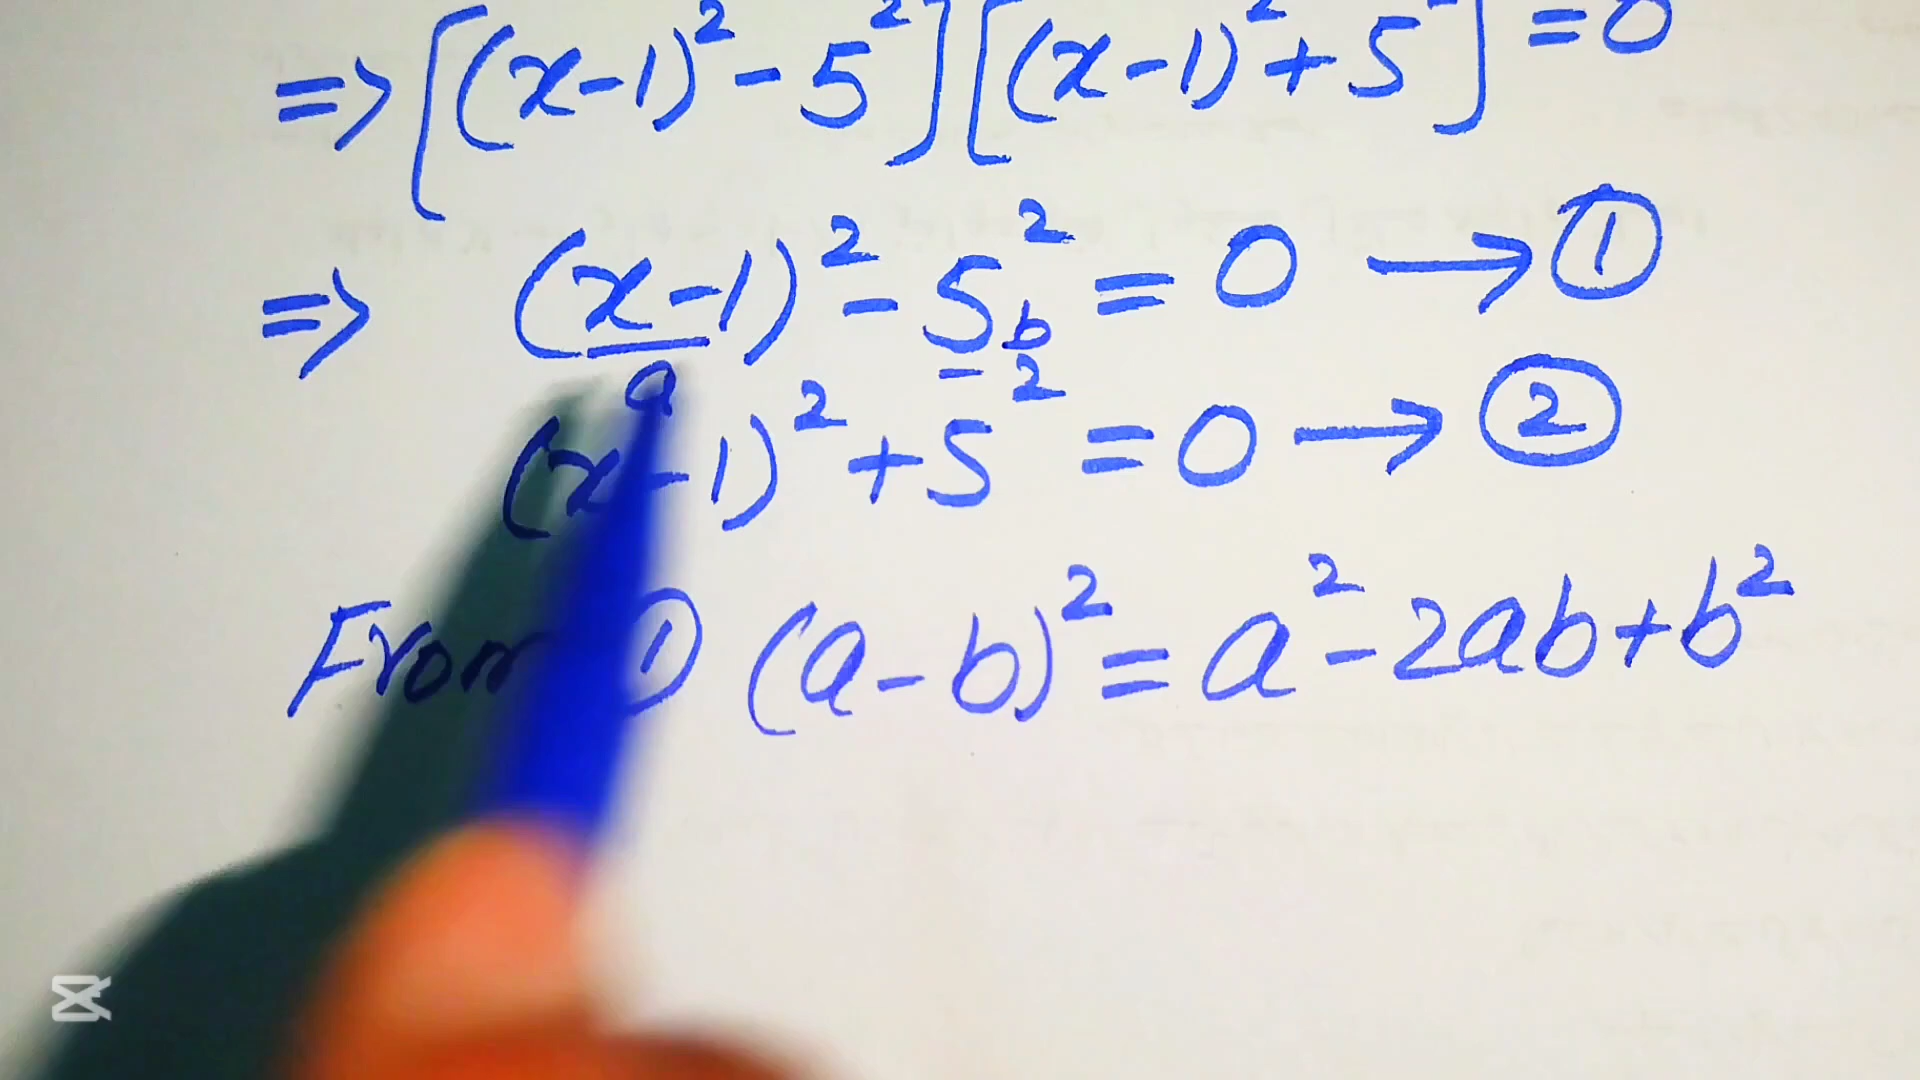 ⇒ [(x-1)² - 5²][(x-1)² + 5²] = 0
⇒ (x-1)² - 5² = 0 → ①
a b
(x-1)² + 5² = 0 → ②
From ① (a-b)² = a² - 2ab + b²